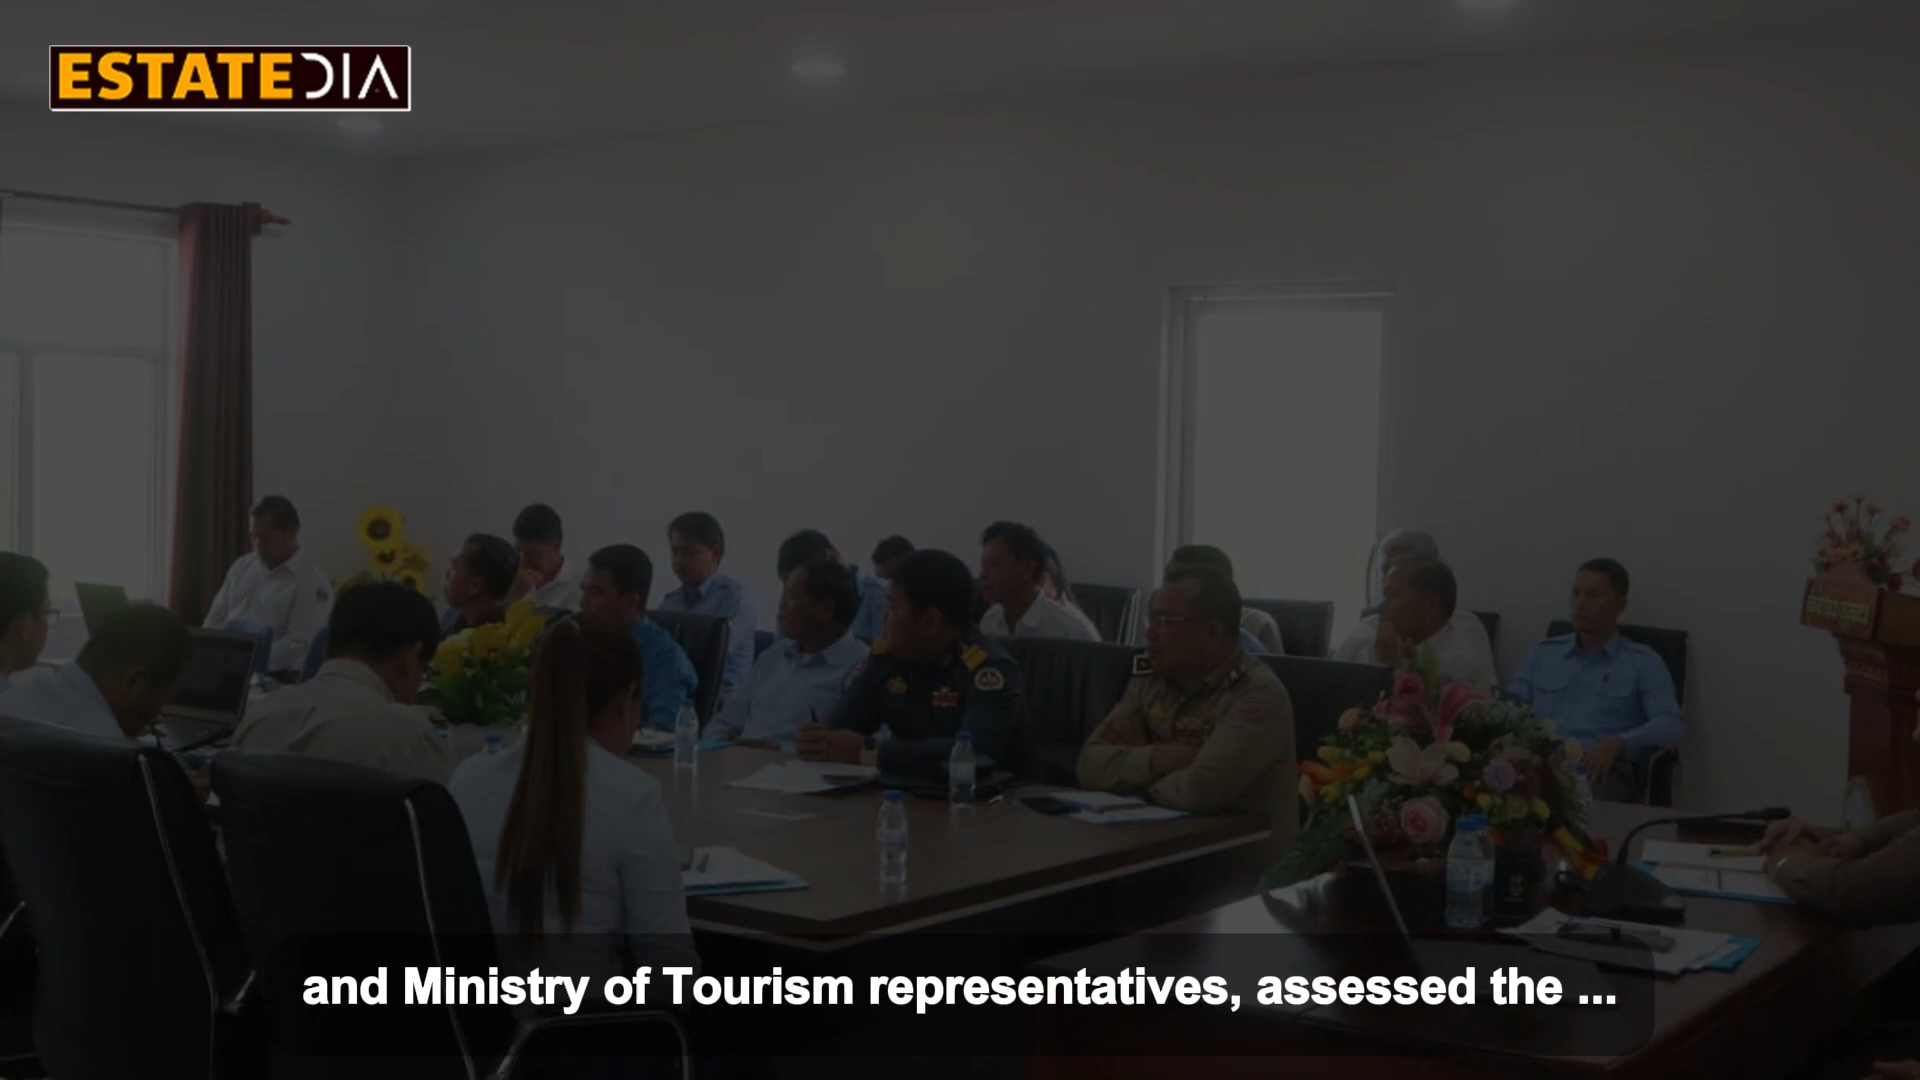 ESTATEDIA
and Ministry of Tourism representatives, assessed the ...